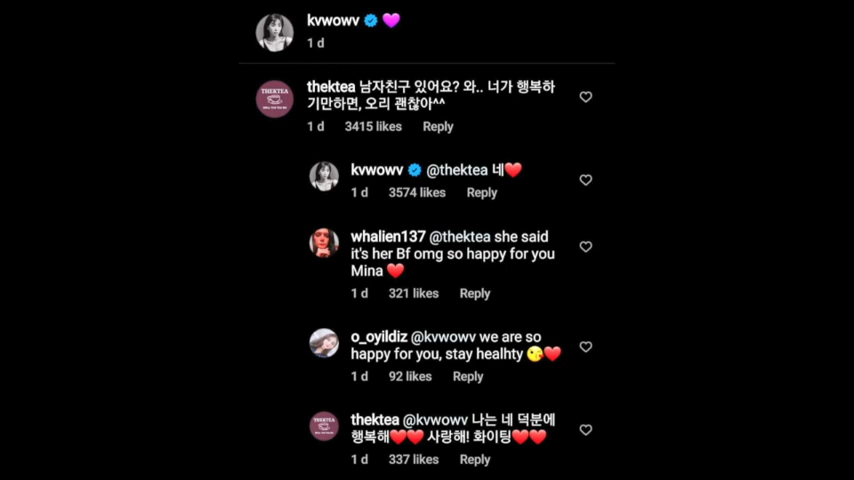 kvwowv 💜
1 d
thektea 남자친구 있어요? 와.. 너가 행복하
기만하면, 오리 괜찮아^^
1 d 3415 likes Reply
kvwowv @thektea 네❤️
1 d 3574 likes Reply
whalien137 @thektea she said
it's her Bf omg so happy for you
Mina ❤️
1 d 321 likes Reply
o_oyildiz @kvwowv we are so
happy for you, stay healhty 😘❤️
1 d 92 likes Reply
thektea @kvwowv 나는 네 덕분에
행복해❤️❤️ 사랑해! 화이팅❤️❤️
1 d 337 likes Reply
THEKTEA
THEKTEA